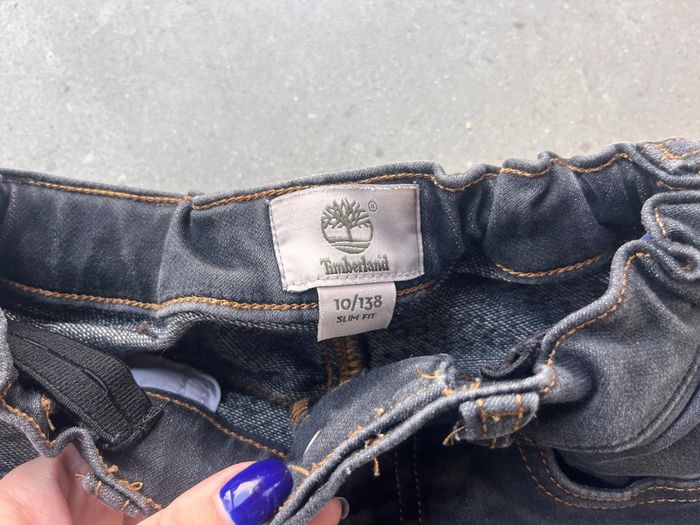 ®
Timberland
10/138
SLIM FIT